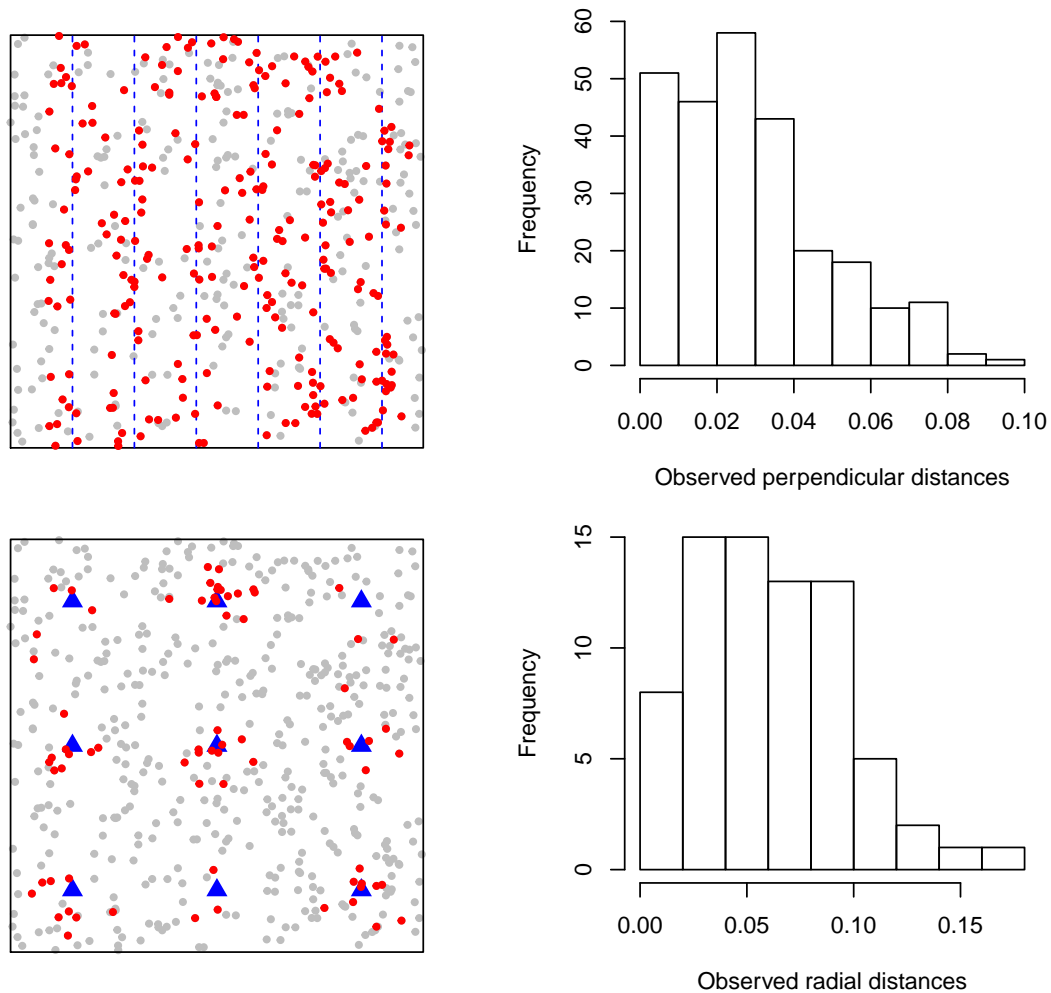 60
50
40
30
20
10
0
Frequency
0.00 0.02 0.04 0.06 0.08 0.10
Observed perpendicular distances
15
10
5
0
Frequency
0.00 0.05 0.10 0.15
Observed radial distances